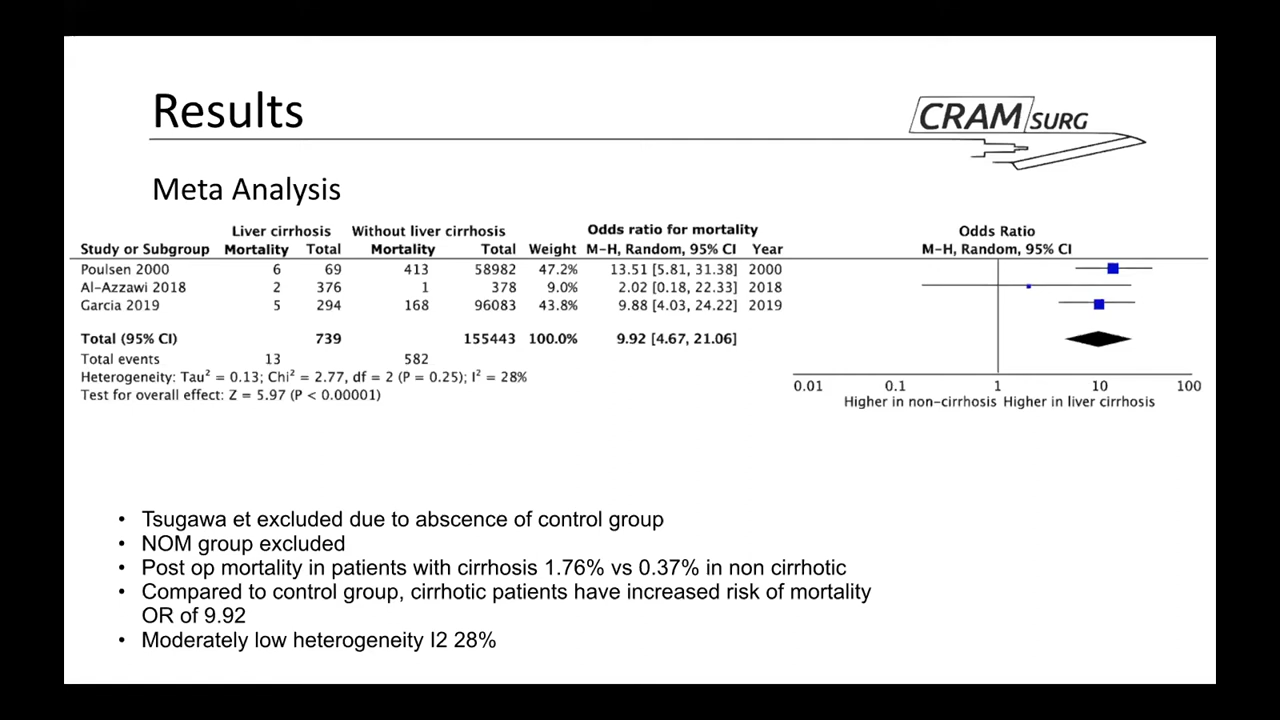 Results
CRAM SURG
Meta Analysis
Liver cirrhosis Without liver cirrhosis Odds ratio for mortality Odds Ratio
Study or Subgroup Mortality Total Mortality Total Weight M-H, Random, 95% CI Year M-H, Random, 95% CI
Poulsen 2000 6 69 413 58982 47.2% 13.51 [5.81, 31.38] 2000
Al-Azzawi 2018 2 376 1 378 9.0% 2.02 [0.18, 22.33] 2018
Garcia 2019 5 294 168 96083 43.8% 9.88 [4.03, 24.22] 2019
Total (95% CI) 739 155443 100.0% 9.92 [4.67, 21.06]
Total events 13 582
Heterogeneity: Tau² = 0.13; Chi² = 2.77, df = 2 (P = 0.25); I² = 28%
Test for overall effect: Z = 5.97 (P < 0.00001)
0.01 0.1 1 10 100
Higher in non-cirrhosis Higher in liver cirrhosis
• Tsugawa et excluded due to abscence of control group
• NOM group excluded
• Post op mortality in patients with cirrhosis 1.76% vs 0.37% in non cirrhotic
• Compared to control group, cirrhotic patients have increased risk of mortality
OR of 9.92
• Moderately low heterogeneity I2 28%